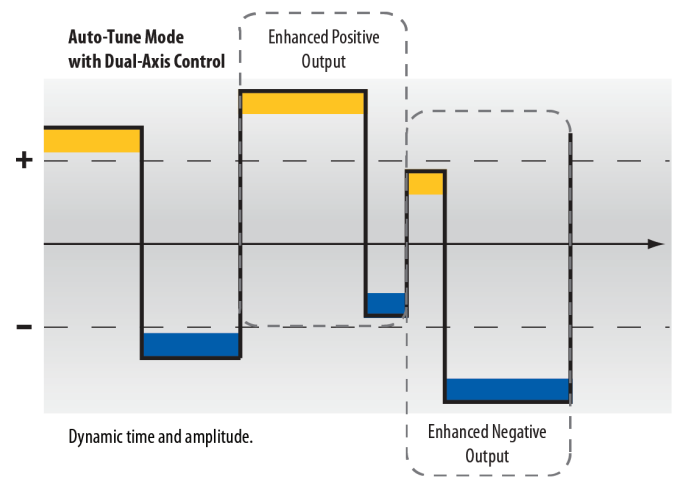 Auto-Tune Mode
with Dual-Axis Control
Enhanced Positive
Output
+
–
Dynamic time and amplitude.
Enhanced Negative
Output